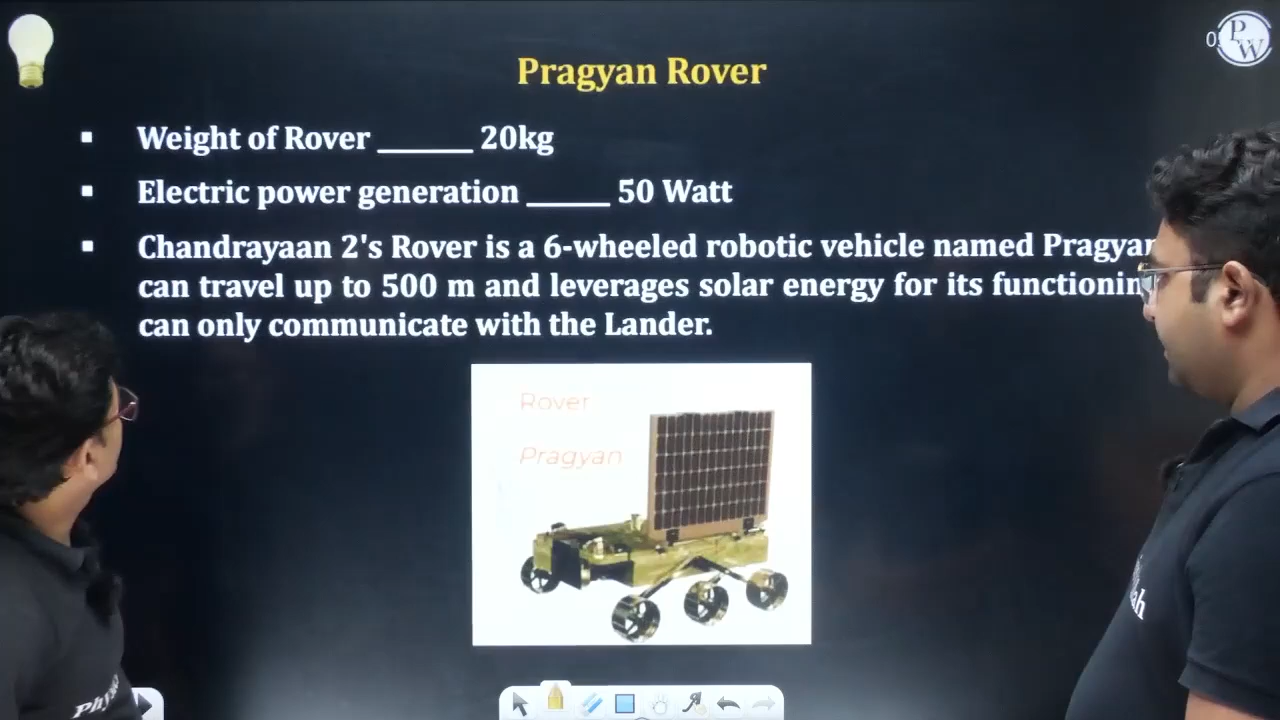 PW
Pragyan Rover
▪ Weight of Rover ______ 20kg
▪ Electric power generation _____ 50 Watt
▪ Chandrayaan 2's Rover is a 6-wheeled robotic vehicle named
can travel up to 500 m and leverages solar energy for its
can only communicate with the Lander.
Rover
Pragyan